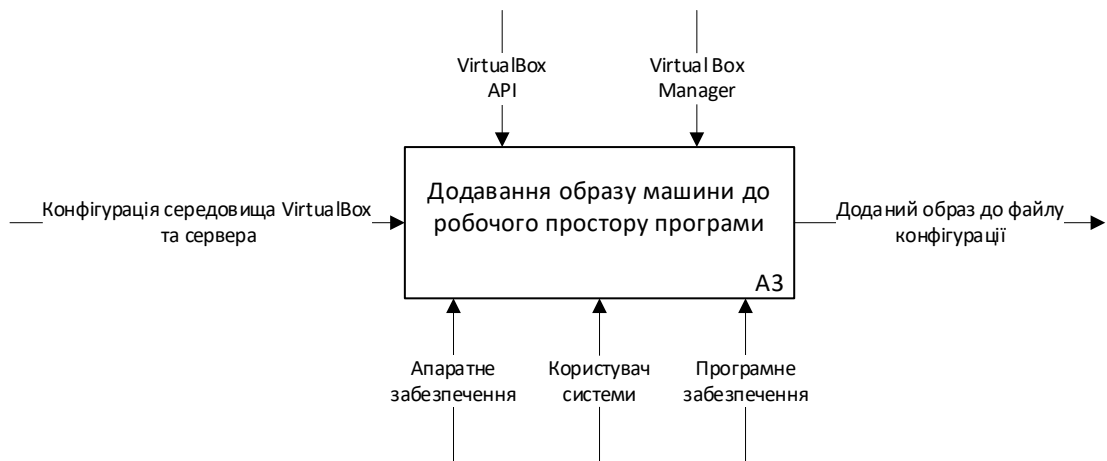 VirtualBox
API
Virtual Box
Manager
Додавання образу машини до
робочого простору програми
А3
Конфігурація середовища VirtualBox
та сервера
Доданий образ до файлу
конфігурації
Апаратне
забезпечення
Користувач
системи
Програмне
забезпечення